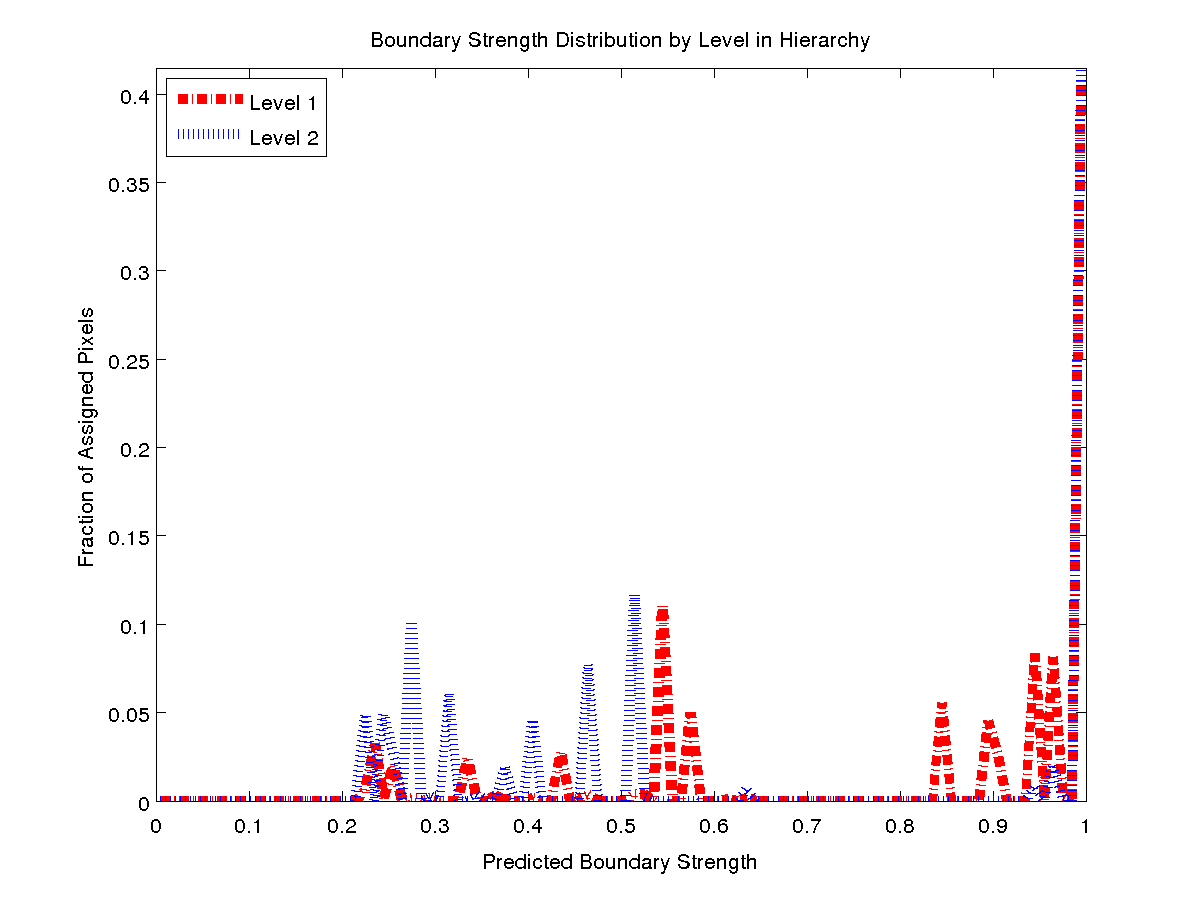 Boundary Strength Distribution by Level in Hierarchy
Level 1
Level 2
Fraction of Assigned Pixels
0.4
0.35
0.3
0.25
0.2
0.15
0.1
0.05
0
0 0.1 0.2 0.3 0.4 0.5 0.6 0.7 0.8 0.9 1
Predicted Boundary Strength